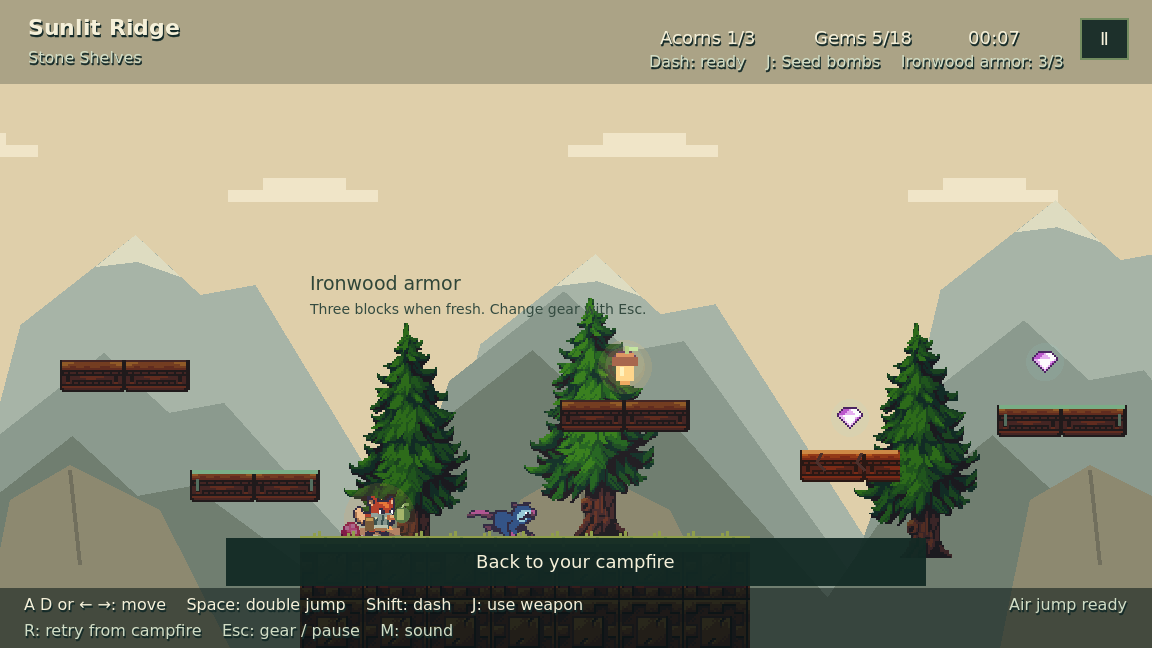 Sunlit Ridge
Stone Shelves
Acorns 1/3 Gems 5/18 00:07
Dash: ready J: Seed bombs Ironwood armor: 3/3
II
Ironwood armor
Three blocks when fresh. Change gear with Esc.
Back to your campfire
A D or ← →: move Space: double jump Shift: dash J: use weapon
Air jump ready
R: retry from campfire Esc: gear / pause M: sound